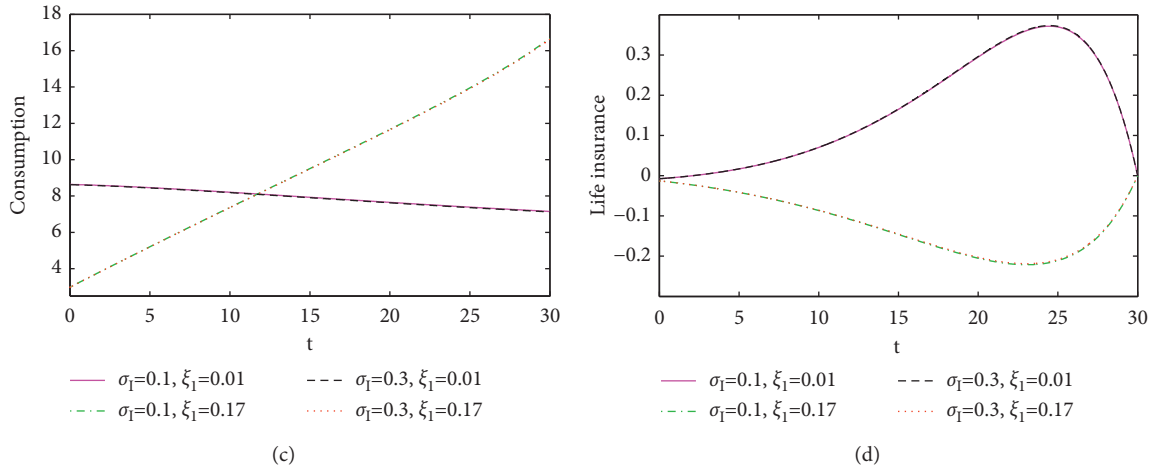 18
16
14
12
10
8
6
4
Consumption
0 5 10 15 20 25 30
t
σI=0.1, ξ1=0.01
σI=0.3, ξ1=0.01
σI=0.1, ξ1=0.17
σI=0.3, ξ1=0.17
(c)
0.3
0.2
0.1
0
−0.1
−0.2
Life insurance
0 5 10 15 20 25 30
t
σI=0.1, ξ1=0.01
σI=0.3, ξ1=0.01
σI=0.1, ξ1=0.17
σI=0.3, ξ1=0.17
(d)